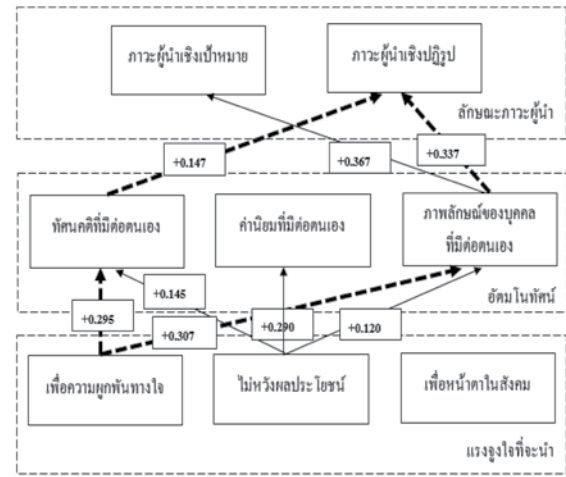 ภาวะผู้นำเชิงเป้าหมาย
ภาวะผู้นำเชิงปฏิรูป
ลักษณะภาวะผู้นำ
+0.147
+0.367
+0.337
ทัศนคติที่มีต่อตนเอง
ค่านิยมที่มีต่อตนเอง
ภาพลักษณ์ของบุคคล
ที่มีต่อตนเอง
อัตมโนทัศน์
+0.145
+0.295
+0.307
+0.290
+0.120
เพื่อความผูกพันทางใจ
ไม่หวังผลประโยชน์
เพื่อหน้าตาในสังคม
แรงจูงใจที่จะนำ